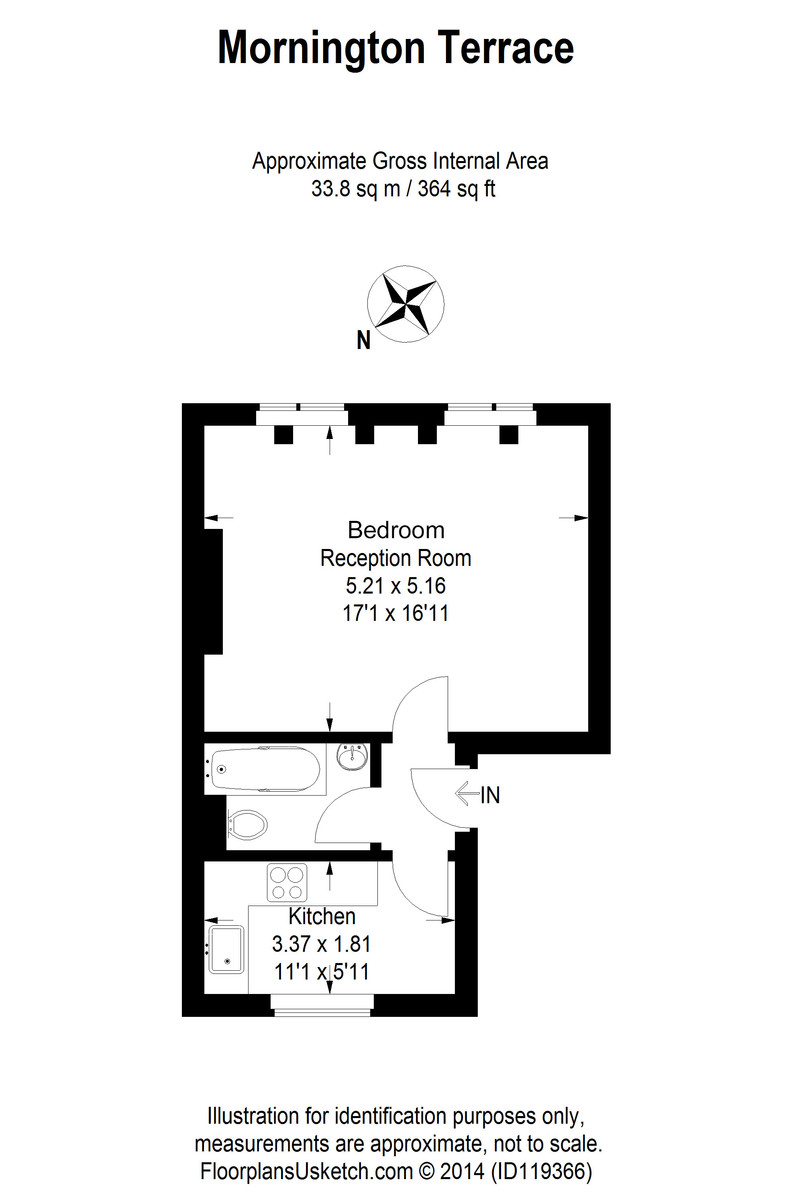 Mornington Terrace
Approximate Gross Internal Area
33.8 sq m / 364 sq ft
N
Bedroom
Reception Room
5.21 x 5.16
17'1 x 16'11
IN
Kitchen
3.37 x 1.81
11'1 x 5'11
Illustration for identification purposes only,
measurements are approximate, not to scale.
FloorplansUsketch.com © 2014 (ID119366)